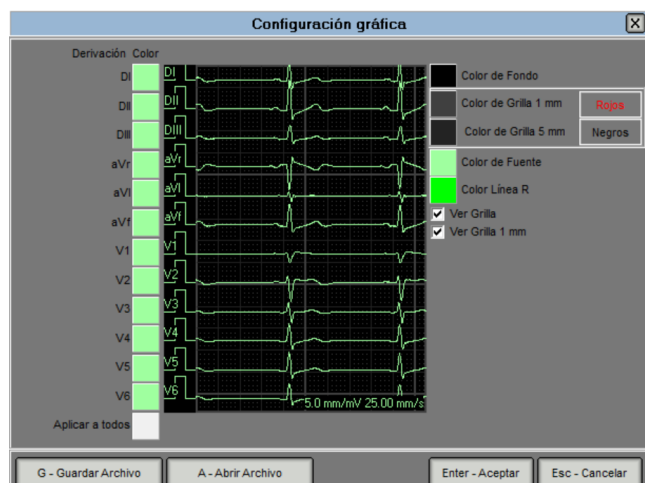 Configuración gráfica
Derivación Color
DI
DII
DIII
aVr
aVl
aVf
V1
V2
V3
V4
V5
V6
Aplicar a todos
DI
DII
DIII
aVr
aVl
aVf
V1
V2
V3
V4
V5
V6
5.0 mm/mV 25.00 mm/s
Color de Fondo
Color de Grilla 1 mm Rojos
Color de Grilla 5 mm Negros
Color de Fuente
Color Línea R
Ver Grilla
Ver Grilla 1 mm
G - Guardar Archivo A - Abrir Archivo Enter - Aceptar Esc - Cancelar